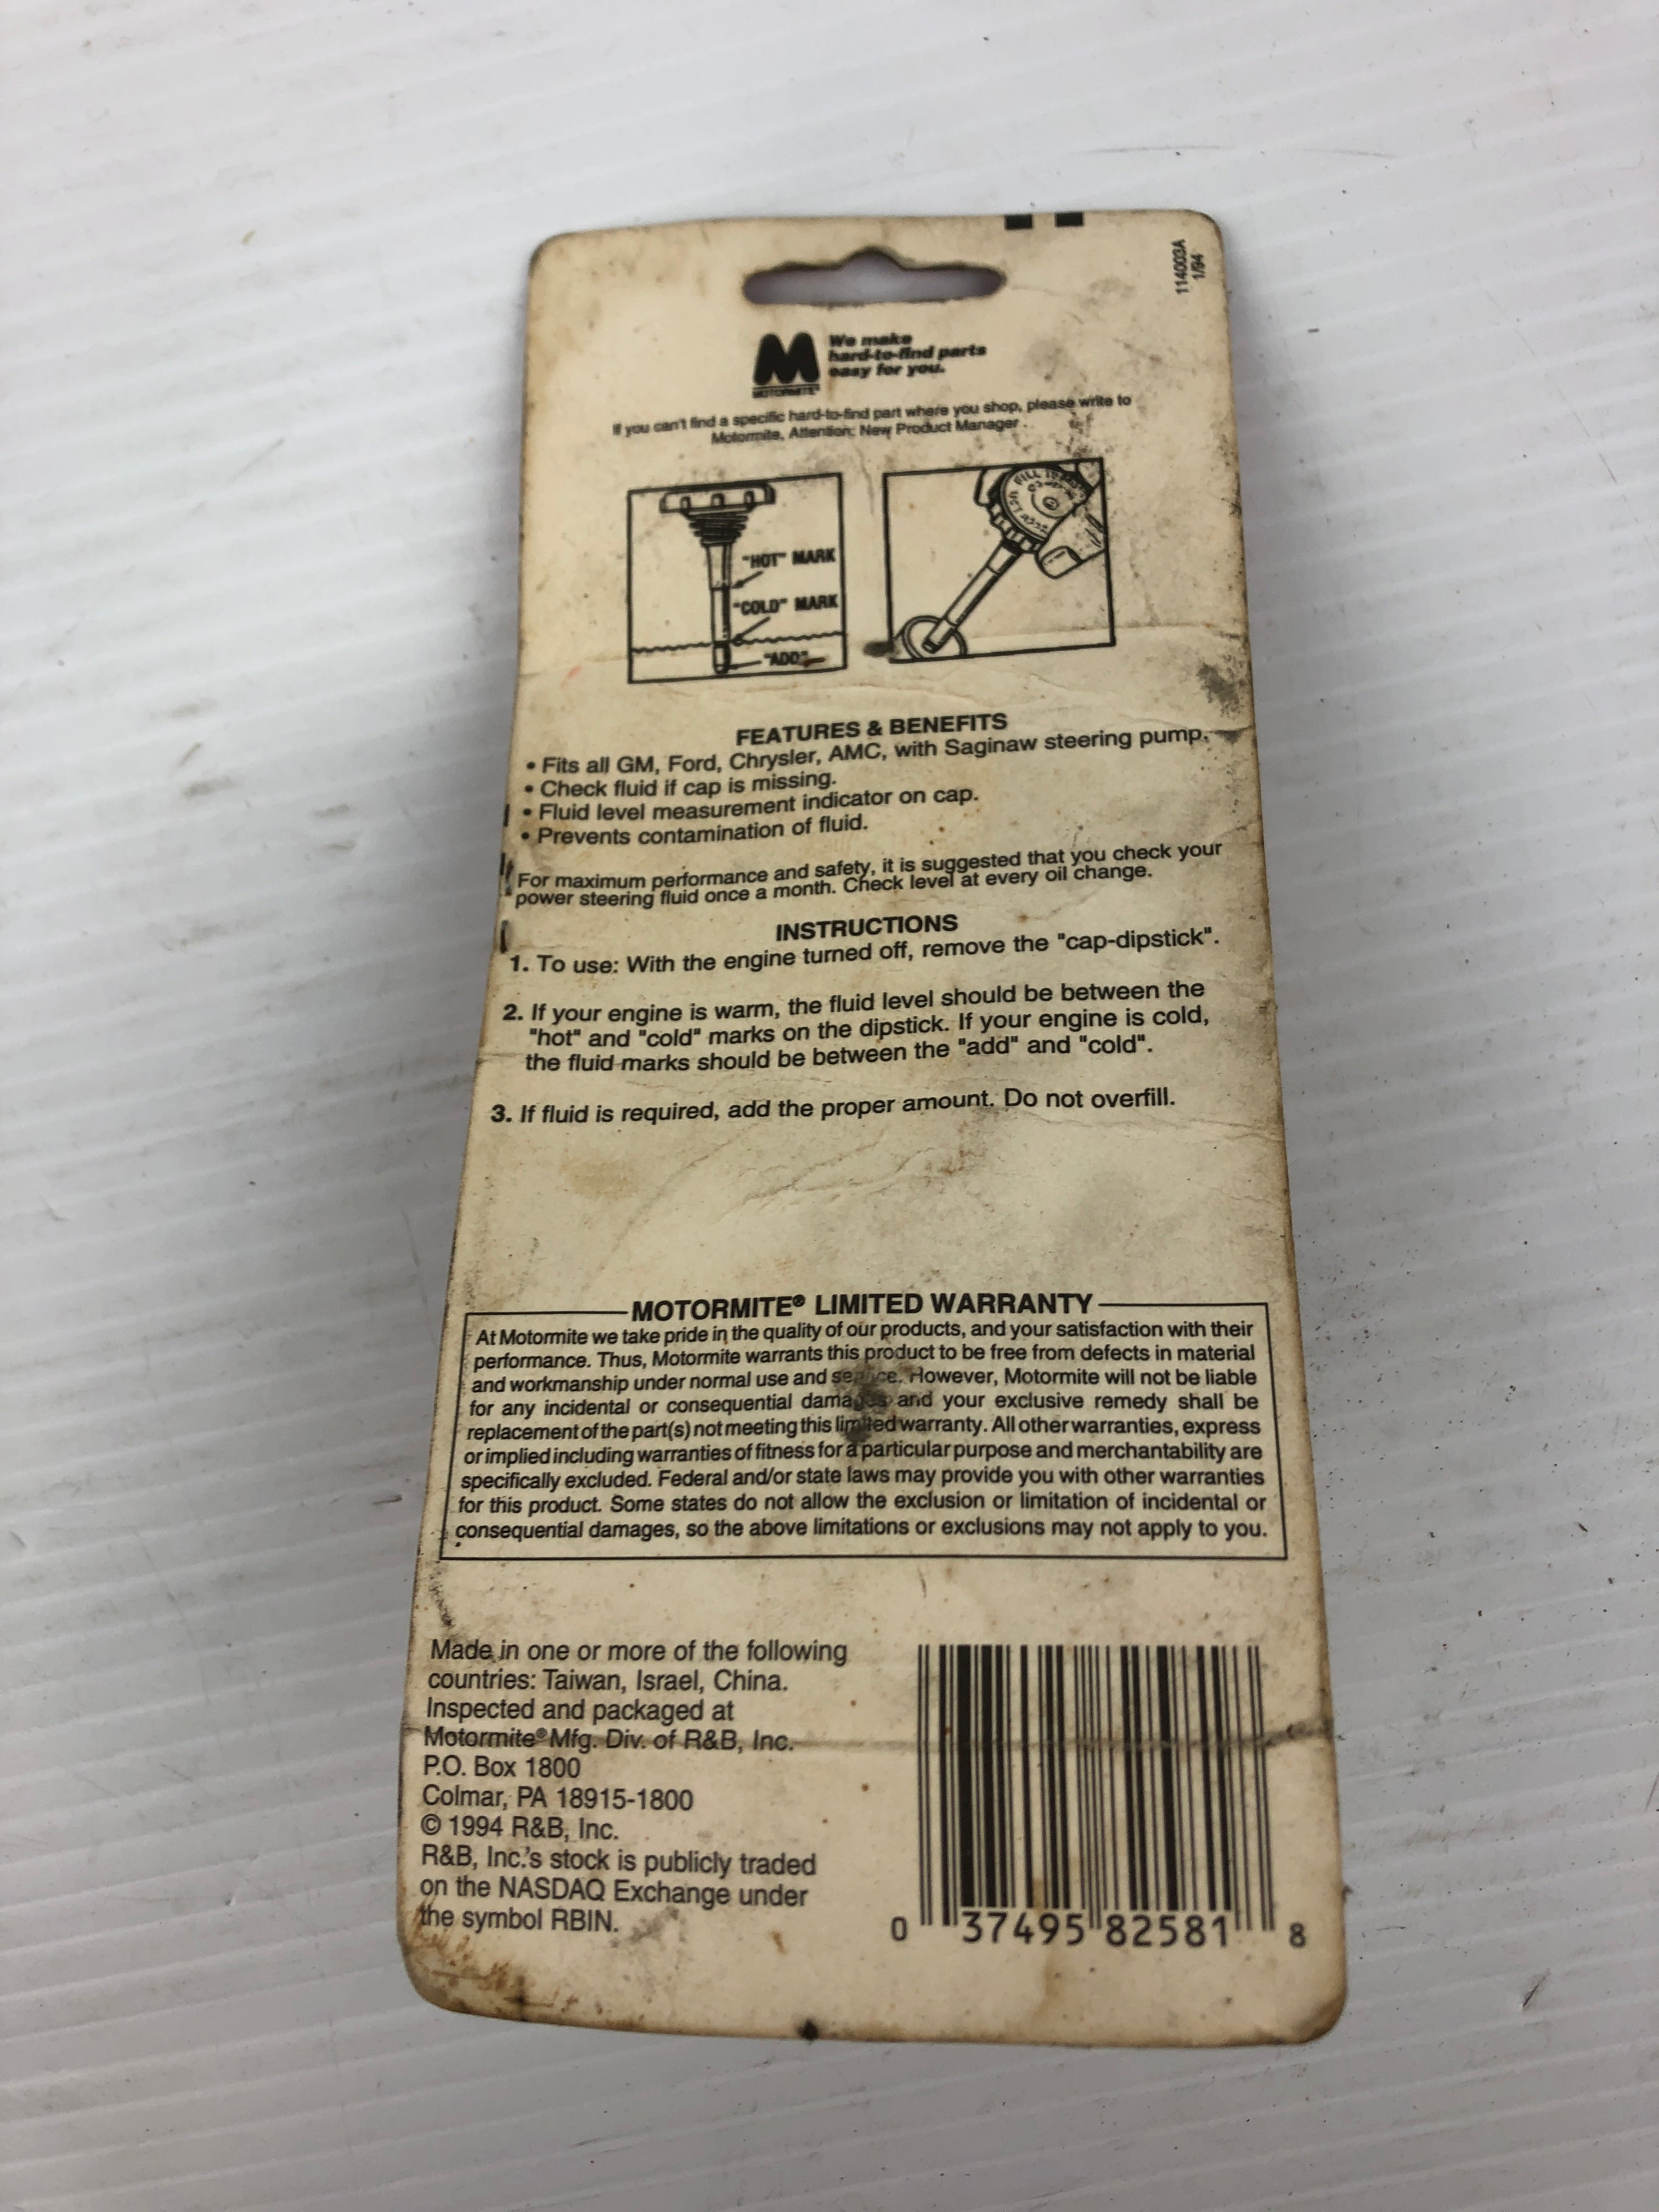 114003A
1/94
We make
hard-to-find parts
easy for you.
MOTORMITE®
If you can't find a specific hard-to-find part where you shop, please write to
Motormite, Attention: New Product Manager .
"HOT" MARK
"COLD" MARK
"ADD"
FILL
FEATURES & BENEFITS
• Fits all GM, Ford, Chrysler, AMC, with Saginaw steering pump.
• Check fluid if cap is missing.
• Fluid level measurement indicator on cap.
• Prevents contamination of fluid.
For maximum performance and safety, it is suggested that you check your
power steering fluid once a month. Check level at every oil change.
INSTRUCTIONS
1. To use: With the engine turned off, remove the "cap-dipstick".
2. If your engine is warm, the fluid level should be between the
"hot" and "cold" marks on the dipstick. If your engine is cold,
the fluid marks should be between the "add" and "cold".
3. If fluid is required, add the proper amount. Do not overfill.
MOTORMITE® LIMITED WARRANTY
At Motormite we take pride in the quality of our products, and your satisfaction with their
performance. Thus, Motormite warrants this product to be free from defects in material
and workmanship under normal use and service. However, Motormite will not be liable
for any incidental or consequential damages and your exclusive remedy shall be
replacement of the part(s) not meeting this limited warranty. All other warranties, express
or implied including warranties of fitness for a particular purpose and merchantability are
specifically excluded. Federal and/or state laws may provide you with other warranties
for this product. Some states do not allow the exclusion or limitation of incidental or
consequential damages, so the above limitations or exclusions may not apply to you.
Made in one or more of the following
countries: Taiwan, Israel, China.
Inspected and packaged at
Motormite® Mfg. Div. of R&B, Inc.
P.O. Box 1800
Colmar, PA 18915-1800
© 1994 R&B, Inc.
R&B, Inc.'s stock is publicly traded
on the NASDAQ Exchange under
the symbol RBIN.
0 37495 82581 8